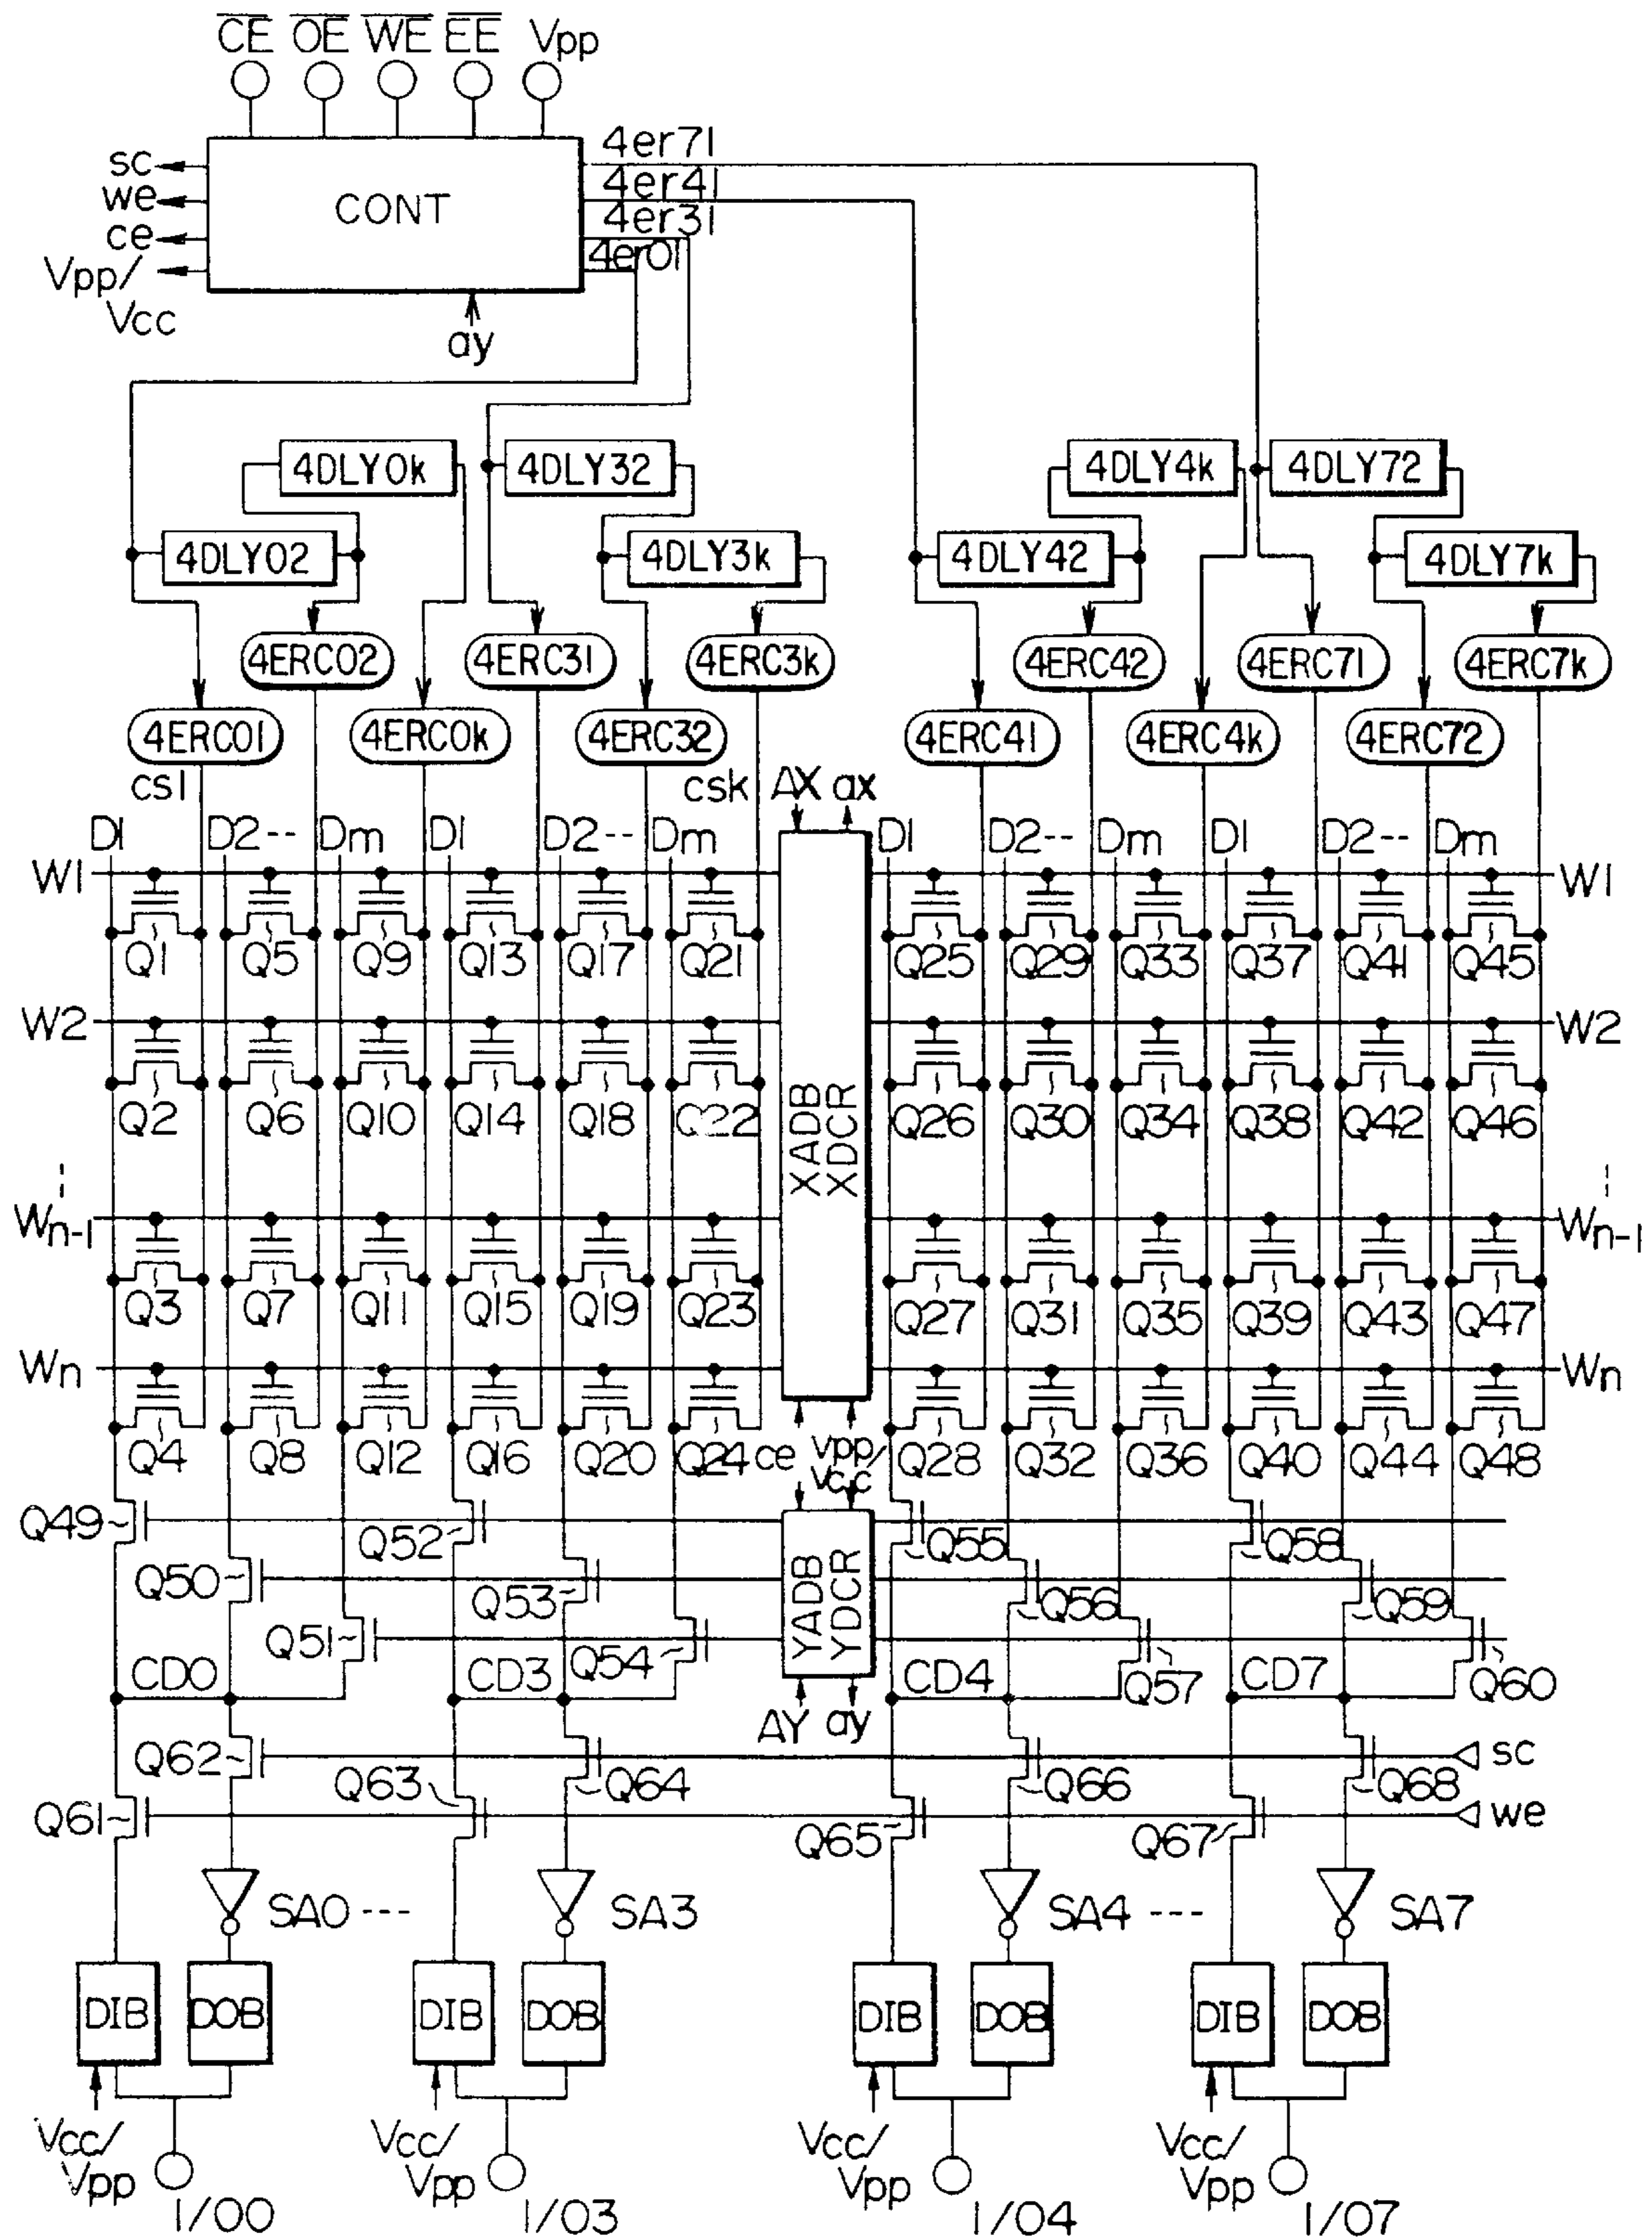 CE OE WE EE Vpp
sc
we
ce
Vpp/
Vcc
CONT
4er71
4er41
4er31
4er01
ay
4DLY0k 4DLY32 4DLY4k 4DLY72
4DLY02 4DLY3k 4DLY42 4DLY7k
4ERC02 4ERC31 4ERC3k 4ERC42 4ERC71 4ERC7k
4ERC01 4ERC0k 4ERC32 4ERC41 4ERC4k 4ERC72
cs1 csk AX ax
D1 D2-- Dm D1 D2-- Dm D1 D2-- Dm D1 D2-- Dm
W1 W1
Q1 Q5 Q9 Q13 Q17 Q21 Q25 Q29 Q33 Q37 Q41 Q45
W2 W2
Q2 Q6 Q10 Q14 Q18 Q22 Q26 Q30 Q34 Q38 Q42 Q46
XADB
XDCR
Wn-1 Wn-1
Q3 Q7 Q11 Q15 Q19 Q23 Q27 Q31 Q35 Q39 Q43 Q47
Wn Wn
Q4 Q8 Q12 Q16 Q20 Q24 ce Vpp/ Q28 Q32 Q36 Q40 Q44 Q48
Vcc
Q49 Q52 Q55 Q58
Q50 Q53 Q56 Q59
YADB
YDCR
Q51 Q54 Q57 Q60
CD0 CD3 CD4 CD7
AY ay
Q62 Q64 Q66 Q68 sc
Q61 Q63 Q65 Q67 we
SA0 --- SA3 SA4 --- SA7
DIB DOB DIB DOB DIB DOB DIB DOB
Vcc/ Vcc/ Vcc/ Vcc/
Vpp Vpp Vpp Vpp
I/O0 I/O3 I/O4 I/O7